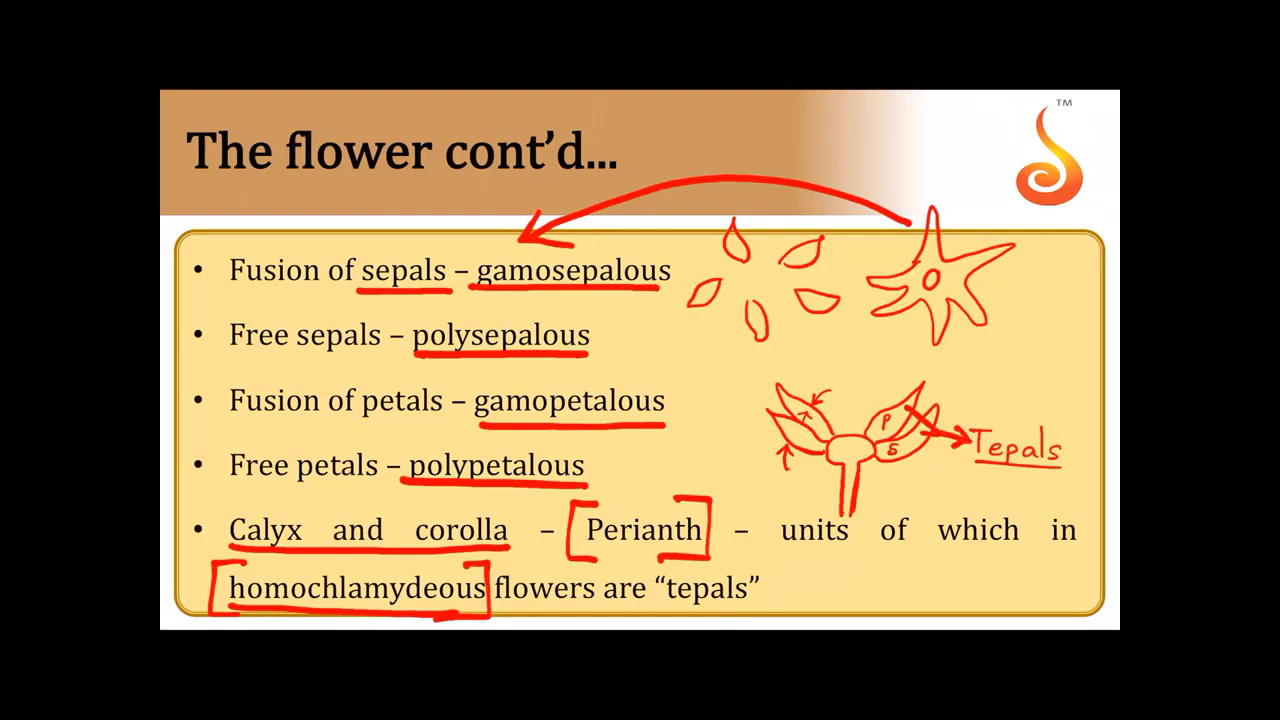 The flower cont’d...
TM
• Fusion of sepals – gamosepalous
• Free sepals – polysepalous
• Fusion of petals – gamopetalous
• Free petals – polypetalous
P
S
Tepals
• Calyx and corolla – Perianth – units of which in
homochlamydeous flowers are “tepals”